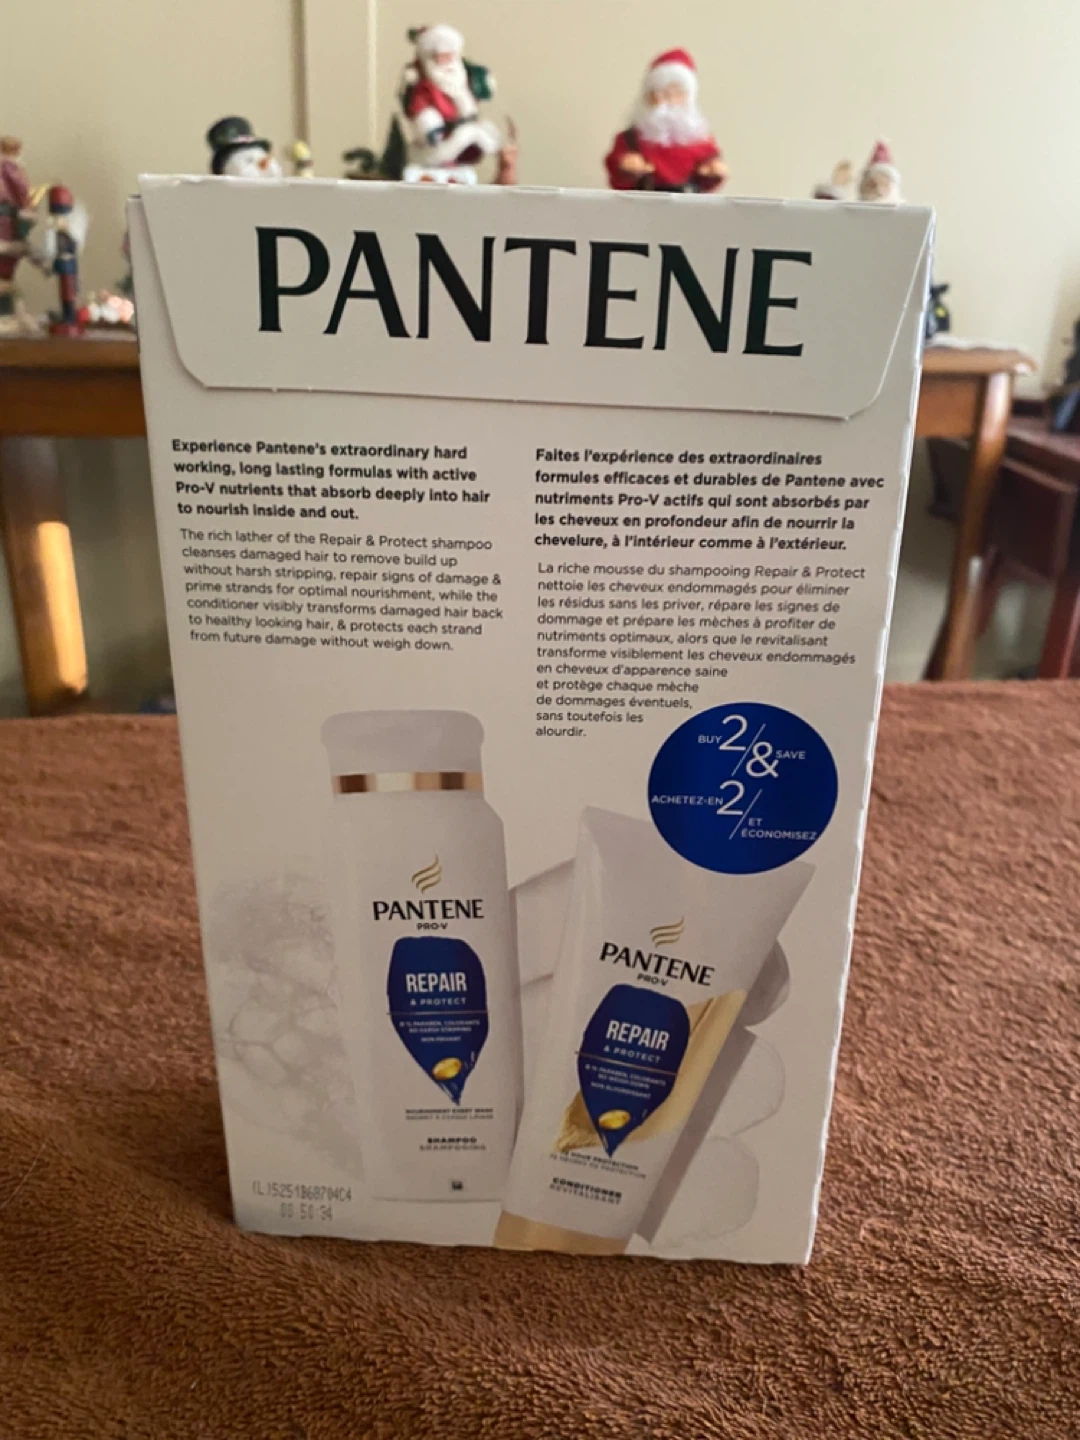 PANTENE
Experience Pantene's extraordinary hard
working, long lasting formulas with active
Pro-V nutrients that absorb deeply into hair
to nourish inside and out.
The rich lather of the Repair & Protect shampoo
cleanses damaged hair to remove build up
without harsh stripping, repair signs of damage &
prime strands for optimal nourishment, while the
conditioner visibly transforms damaged hair back
to healthy looking hair, & protects each strand
from future damage without weigh down.
Faites l'expérience des extraordinaires
formules efficaces et durables de Pantene avec
nutriments Pro-V actifs qui sont absorbés par
les cheveux en profondeur afin de nourrir la
chevelure, à l'intérieur comme à l'extérieur.
La riche mousse du shampooing Repair & Protect
nettoie les cheveux endommagés pour éliminer
les résidus sans les priver, répare les signes de
dommage et prépare les mèches à profiter de
nutriments optimaux, alors que le revitalisant
transforme visiblement les cheveux endommagés
en cheveux d'apparence saine
et protège chaque mèche
de dommages éventuels,
sans toutefois les
alourdir.
BUY 2/& SAVE
ACHETEZ-EN 2/
ET
ÉCONOMISEZ
PANTENE
PRO-V
REPAIR
& PROTECT
NOURISHMENT EVERY WASH
SHAMPOO
SHAMPOOING
PANTENE
PRO-V
REPAIR
& PROTECT
CONDITIONER
REVITALISANT
(L)5251B68704C4
00 50:34